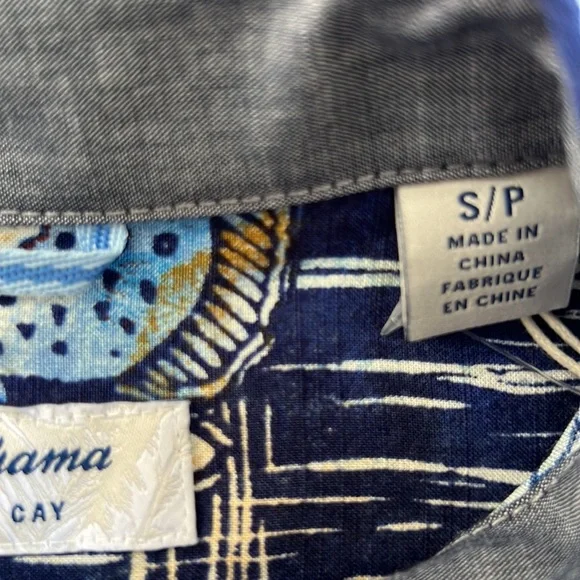 S/P
MADE IN
CHINA
FABRIQUE
EN CHINE
hama
CAY